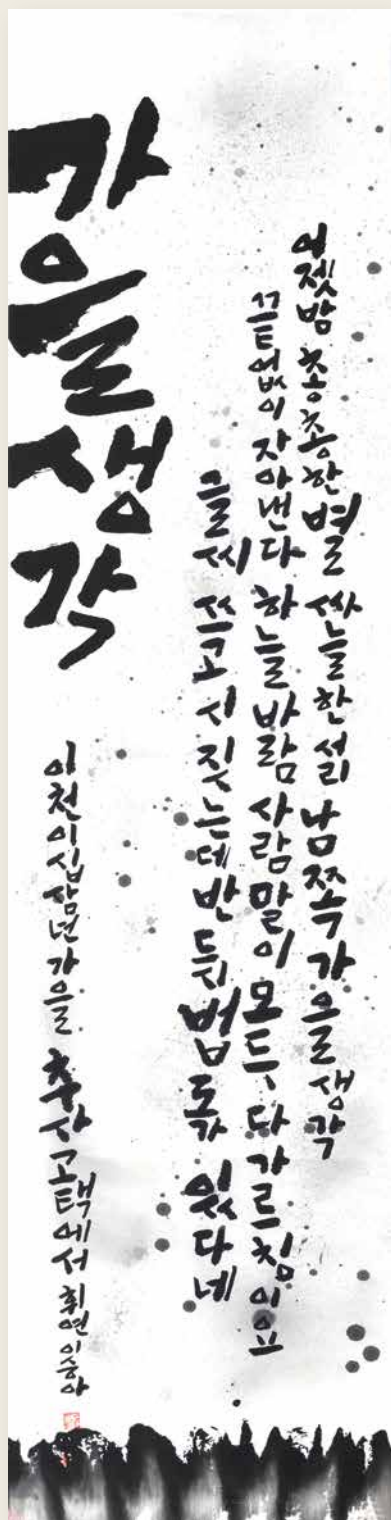 가을생각
어젯밤 총총한 별 싸늘한 서리 남쪽 가을 생각
끝없이 자아낸다 하늘 바람 사람 말이 모두 다 가르침이요
글씨 쓰고 시 짓는데 반드시 법도가 있다네
이천이십삼년 가을 추사고택에서 휘연 이승아